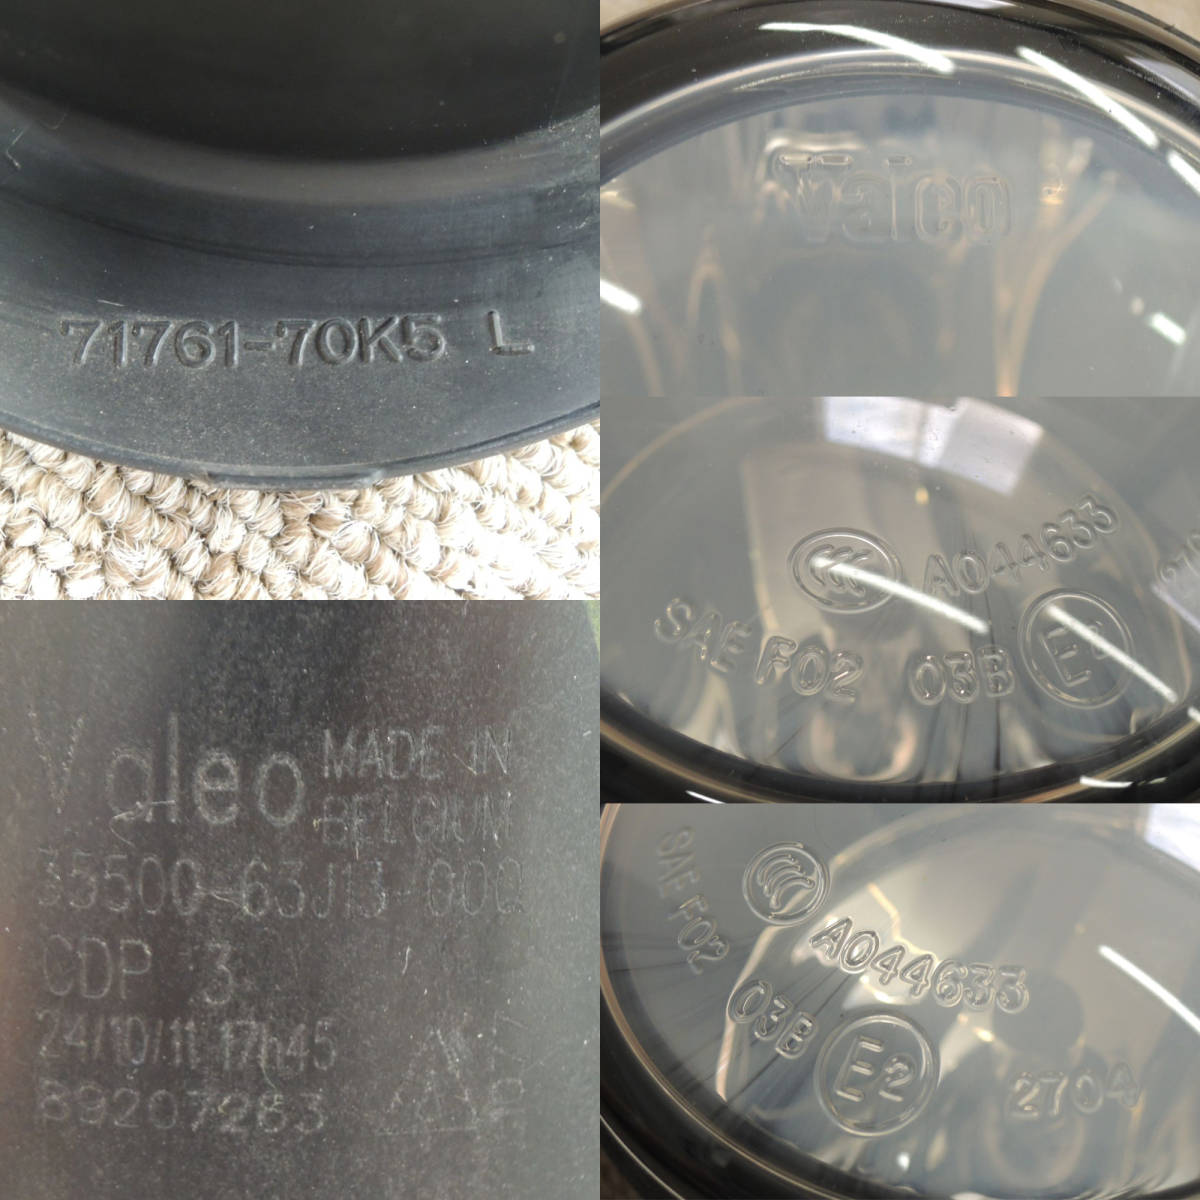 71761-70K5 L
Valeo
A044633
SAE F02 03B E2
Valeo MADE IN
BELGIUM
35500-63J13-000
CDP 3
24/10/11 17h45
89207263
SAE F02
A044633
03B E2
2704